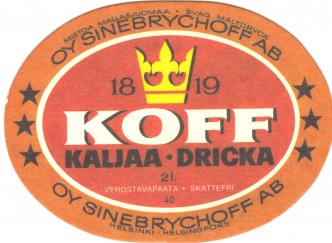 MIETOA MALLASJUOMAA • SVAG MALTDRYCK
OY SINEBRYCHOFF AB
18 19
KOFF
KALJAA • DRICKA
2 l.
VEROSTAVAPAATA • SKATTEFRI
40
OY SINEBRYCHOFF AB
HELSINKI • HELSINGFORS